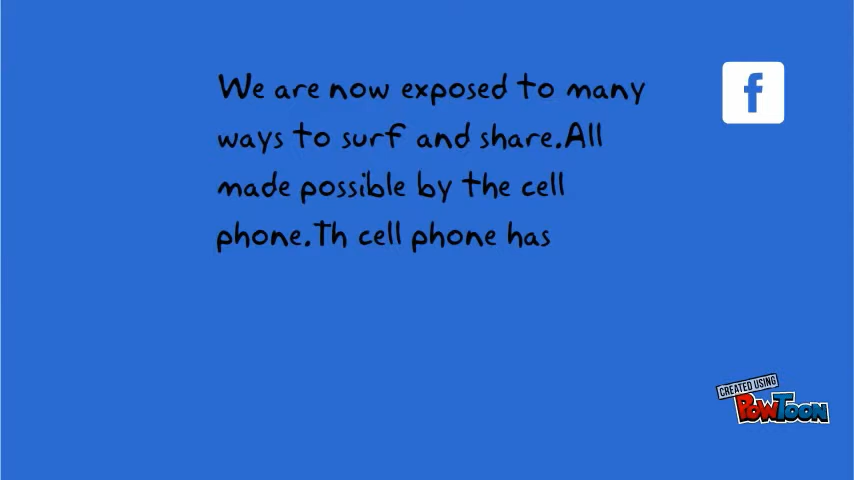 We are now exposed to many
ways to surf and share.All
made possible by the cell
phone.Th cell phone has
f
CREATED USING
POWTOON